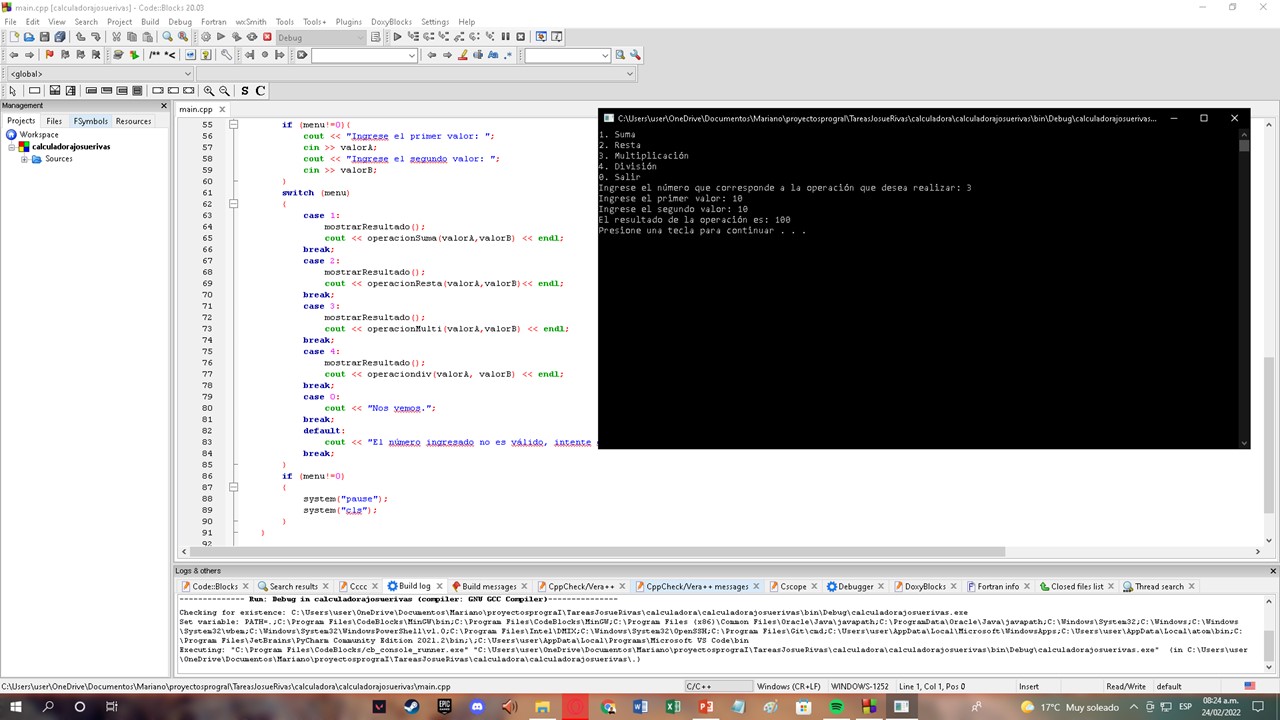 main.cpp [calculadorajosuerivas] - Code::Blocks 20.03
File Edit View Search Project Build Debug Fortran wxSmith Tools Tools+ Plugins DoxyBlocks Settings Help
Debug
/** *<
<global>
S C
Management
Projects Files FSymbols Resources
Workspace
calculadorajosuerivas
Sources
main.cpp
55 if (menu!=0){
56 cout << "Ingrese el primer valor: ";
57 cin >> valorA;
58 cout << "Ingrese el segundo valor: ";
59 cin >> valorB;
60 }
61 switch (menu)
62 {
63 case 1:
64 mostrarResultado();
65 cout << operacionSuma(valorA,valorB) << endl;
66 break;
67 case 2:
68 mostrarResultado();
69 cout << operacionResta(valorA,valorB)<< endl;
70 break;
71 case 3:
72 mostrarResultado();
73 cout << operacionMulti(valorA,valorB) << endl;
74 break;
75 case 4:
76 mostrarResultado();
77 cout << operaciondiv(valorA, valorB) << endl;
78 break;
79 case 0:
80 cout << "Nos vemos.";
81 break;
82 default:
83 cout << "El número ingresado no es válido, intente
84 break;
85 }
86 if (menu!=0)
87 {
88 system("pause");
89 system("cls");
90 }
91 }
92
C:\Users\user\OneDrive\Documentos\Mariano\proyectosprograI\TareasJosueRivas\calculadora\calculadorajosuerivas\bin\Debug\calculadorajosuerivas...
1. Suma
2. Resta
3. Multiplicación
4. División
0. Salir
Ingrese el número que corresponde a la operación que desea realizar: 3
Ingrese el primer valor: 10
Ingrese el segundo valor: 10
El resultado de la operación es: 100
Presione una tecla para continuar . . .
Logs & others
Code::Blocks Search results Cccc Build log Build messages CppCheck/Vera++ CppCheck/Vera++ messages Cscope Debugger DoxyBlocks Fortran info Closed files list Thread search
-------------- Run: Debug in calculadorajosuerivas (compiler: GNU GCC Compiler)---------------
Checking for existence: C:\Users\user\OneDrive\Documentos\Mariano\proyectosprograI\TareasJosueRivas\calculadora\calculadorajosuerivas\bin\Debug\calculadorajosuerivas.exe
Set variable: PATH=.;C:\Program Files\CodeBlocks\MinGW\bin;C:\Program Files\CodeBlocks\MinGW;C:\Program Files (x86)\Common Files\Oracle\Java\javapath;C:\ProgramData\Oracle\Java\javapath;C:\Windows\System32;C:\Windows;C:\Windows
\System32\wbem;C:\Windows\System32\WindowsPowerShell\v1.0;C:\Program Files\Intel\DMIX;C:\Windows\System32\OpenSSH;C:\Program Files\Git\cmd;C:\Users\user\AppData\Local\Microsoft\WindowsApps;C:\Users\user\AppData\Local\atom\bin;C:
\Program Files\JetBrains\PyCharm Community Edition 2021.2\bin;\;C:\Users\user\AppData\Local\Programs\Microsoft VS Code\bin
Executing: "C:\Program Files\CodeBlocks/cb_console_runner.exe" "C:\Users\user\OneDrive\Documentos\Mariano\proyectosprograI\TareasJosueRivas\calculadora\calculadorajosuerivas\bin\Debug\calculadorajosuerivas.exe" (in C:\Users\user
\OneDrive\Documentos\Mariano\proyectosprograI\TareasJosueRivas\calculadora\calculadorajosuerivas\.)
C:\Users\user\OneDrive\Documentos\Mariano\proyectosprograI\TareasJosueRivas\calculadora\calculadorajosuerivas\main.cpp C/C++ Windows (CR+LF) WINDOWS-1252 Line 1, Col 1, Pos 0 Insert Read/Write default
17°C Muy soleado ESP 08:24 a.m.
24/02/2022